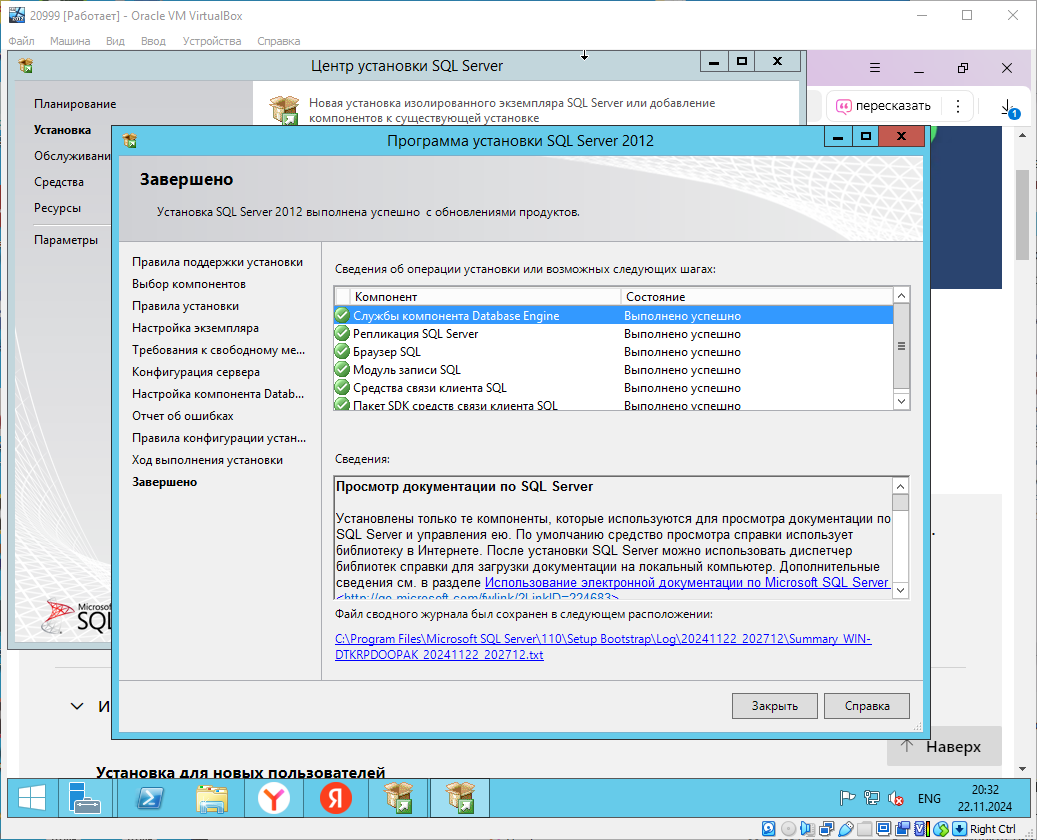 20999 [Работает] - Oracle VM VirtualBox
Файл Машина Вид Ввод Устройства Справка
Центр установки SQL Server
Планирование
Установка
Обслуживани
Средства
Ресурсы
Параметры
Новая установка изолированного экземпляра SQL Server или добавление
компонентов к существующей установке
пересказать
1
Программа установки SQL Server 2012
Завершено
Установка SQL Server 2012 выполнена успешно с обновлениями продуктов.
Правила поддержки установки
Выбор компонентов
Правила установки
Настройка экземпляра
Требования к свободному ме...
Конфигурация сервера
Настройка компонента Datab...
Отчет об ошибках
Правила конфигурации устан...
Ход выполнения установки
Завершено
Сведения об операции установки или возможных следующих шагах:
Компонент Состояние
Службы компонента Database Engine Выполнено успешно
Репликация SQL Server Выполнено успешно
Браузер SQL Выполнено успешно
Модуль записи SQL Выполнено успешно
Средства связи клиента SQL Выполнено успешно
Пакет SDK средств связи клиента SQL Выполнено успешно
Сведения:
Просмотр документации по SQL Server
Установлены только те компоненты, которые используются для просмотра документации по
SQL Server и управления ею. По умолчанию средство просмотра справки использует
библиотеку в Интернете. После установки SQL Server можно использовать диспетчер
библиотек справки для загрузки документации на локальный компьютер. Дополнительные
сведения см. в разделе Использование электронной документации по Microsoft SQL Server
<http://go.microsoft.com/fwlink/?LinkID=224683>.
Файл сводного журнала был сохранен в следующем расположении:
C:\Program Files\Microsoft SQL Server\110\Setup Bootstrap\Log\20241122_202712\Summary_WIN-
DTKRPDOOPAK_20241122_202712.txt
Закрыть Справка
Microsoft
SQL
И
Наверх
Установка для новых пользователей
ENG
20:32
22.11.2024
Right Ctrl